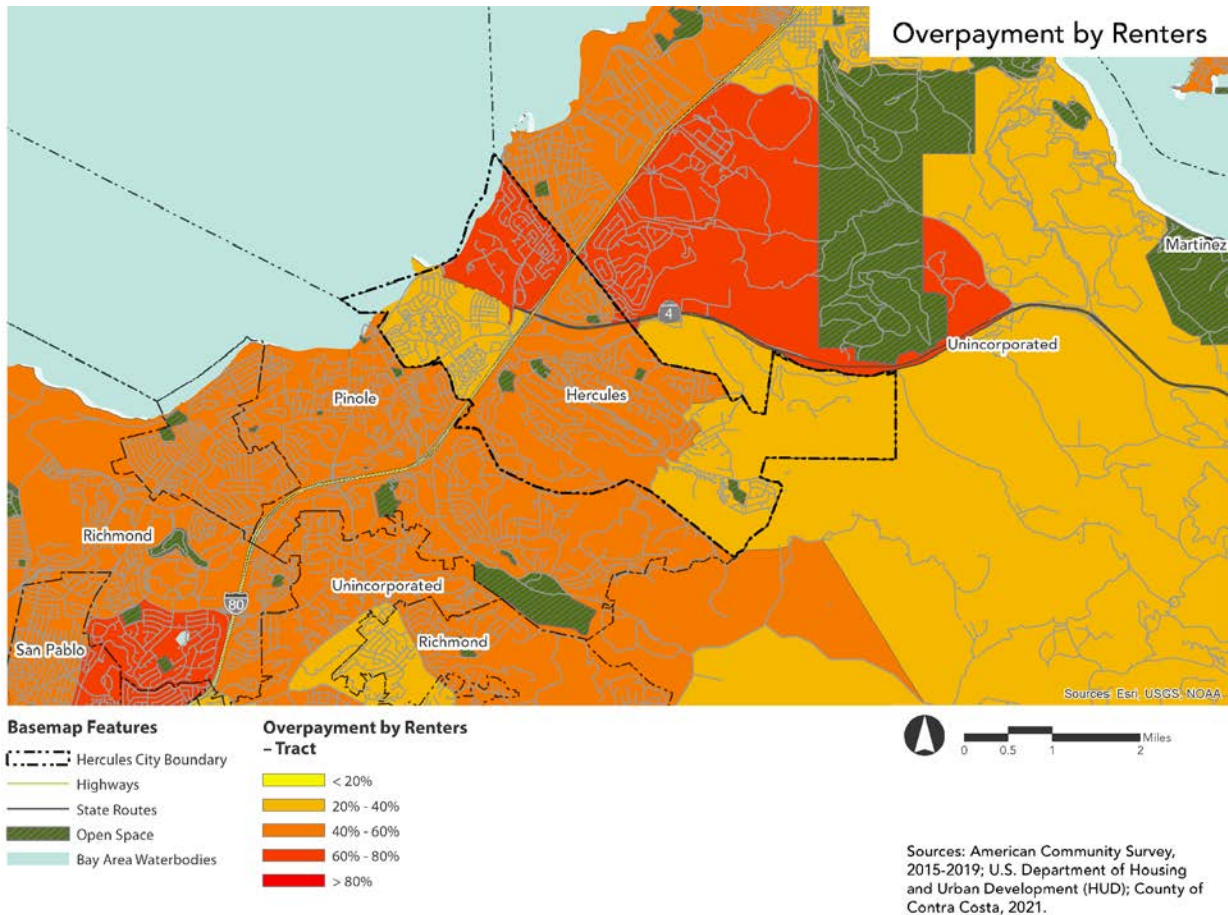 Overpayment by Renters
Martinez
4
Unincorporated
Pinole
Hercules
Richmond
Unincorporated
80
Richmond
San Pablo
Sources: Esri, USGS, NOAA.
Basemap Features
Hercules City Boundary
Highways
State Routes
Open Space
Bay Area Waterbodies
Overpayment by Renters
– Tract
< 20%
20% - 40%
40% - 60%
60% - 80%
> 80%
0 0.5 1 2 Miles
Sources: American Community Survey,
2015-2019; U.S. Department of Housing
and Urban Development (HUD); County of
Contra Costa, 2021.